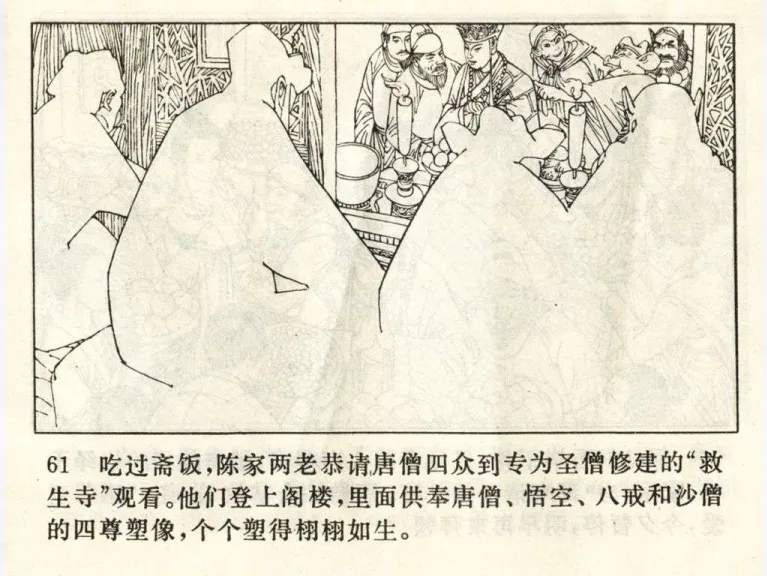 61 吃过斋饭，陈家两老恭请唐僧四众到专为圣僧修建的“救
生寺”观看。他们登上阁楼，里面供奉唐僧、悟空、八戒和沙僧
的四尊塑像，个个塑得栩栩如生。